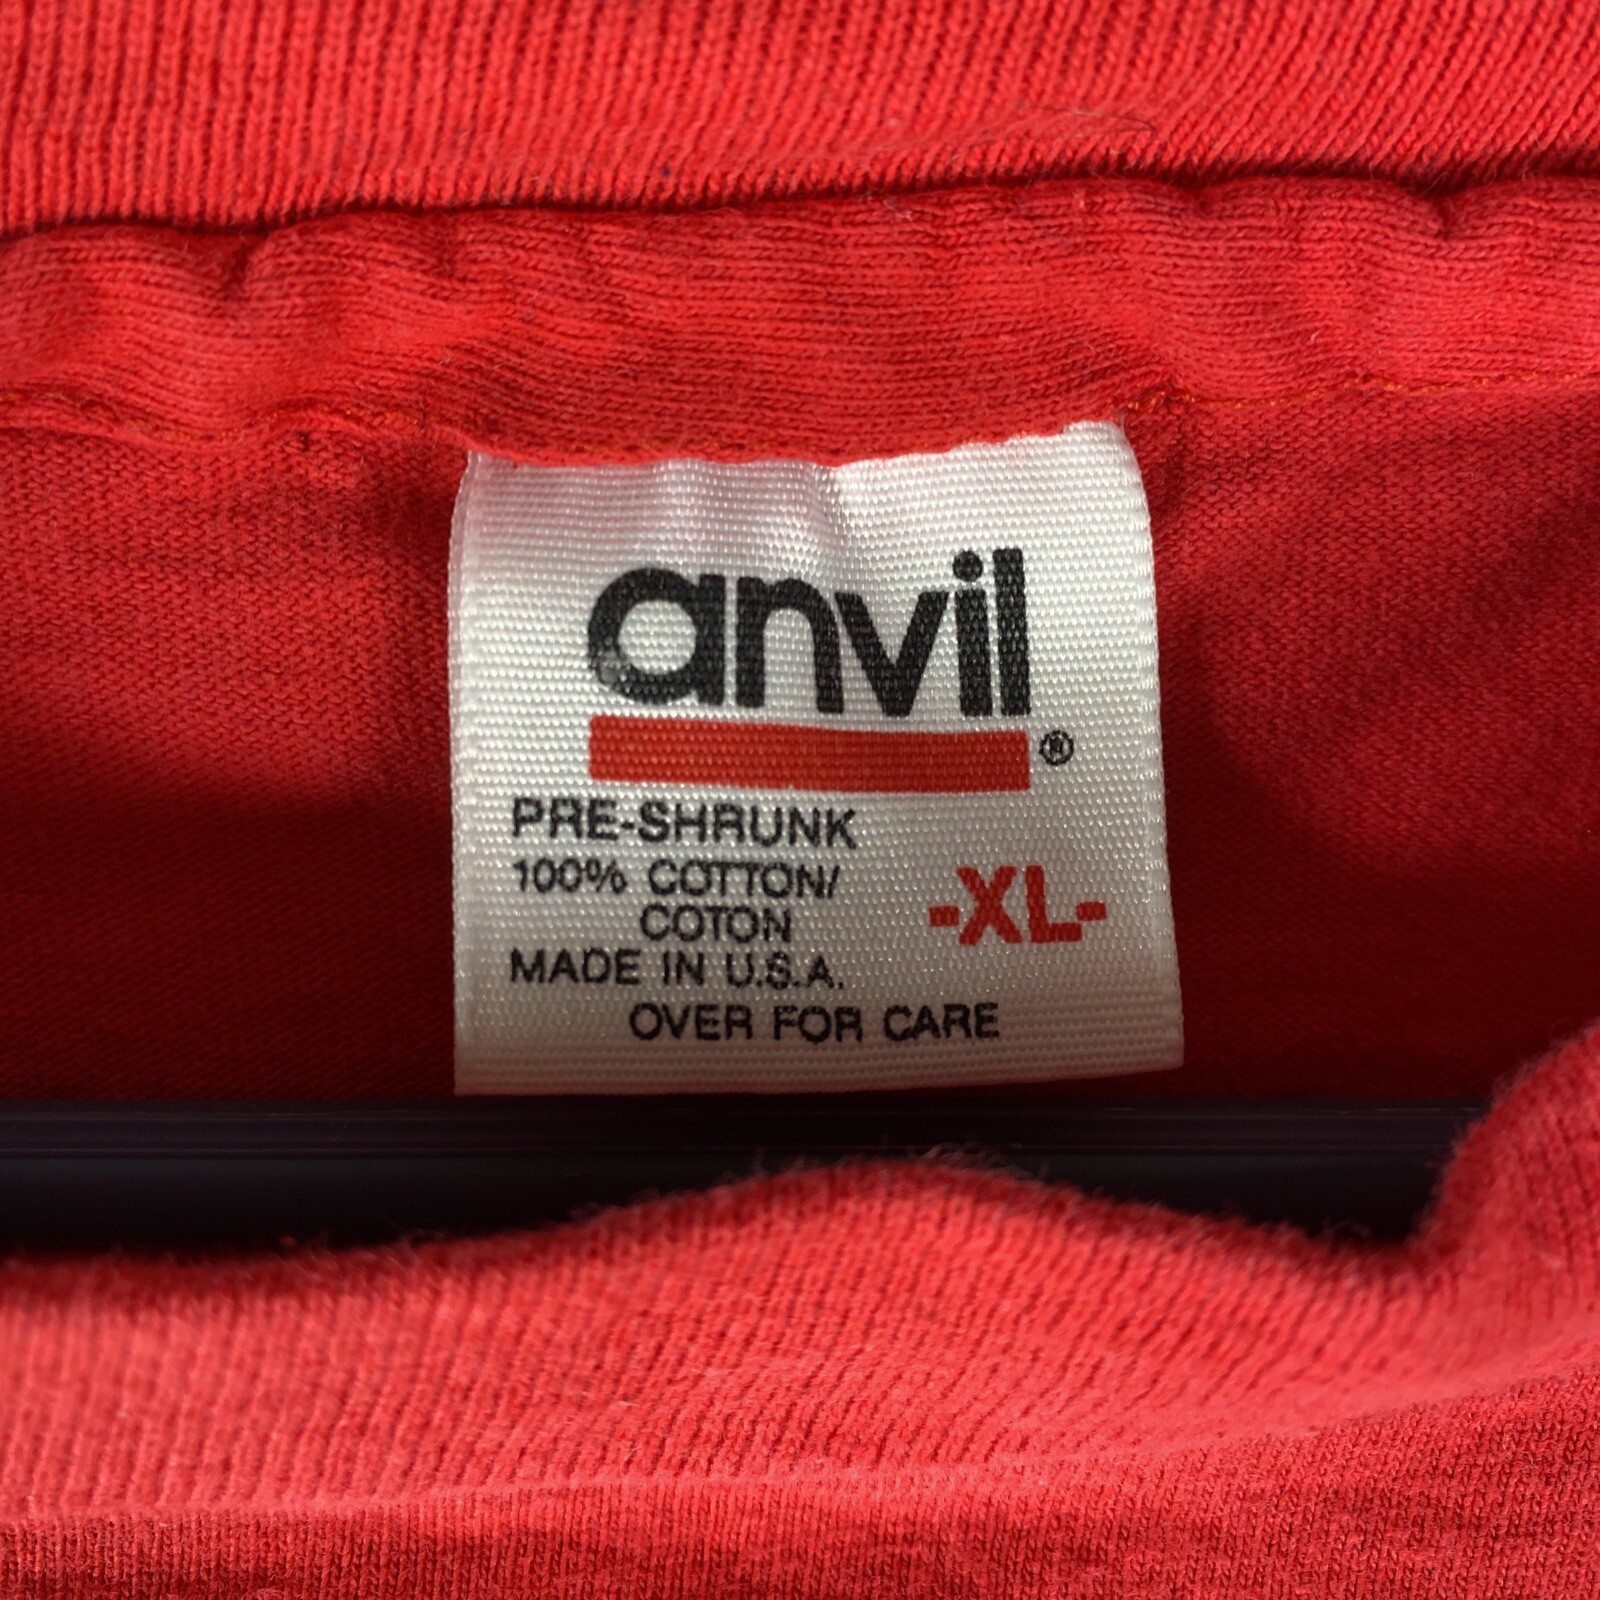 anvil®
PRE-SHRUNK
100% COTTON/
COTON
-XL-
MADE IN U.S.A.
OVER FOR CARE